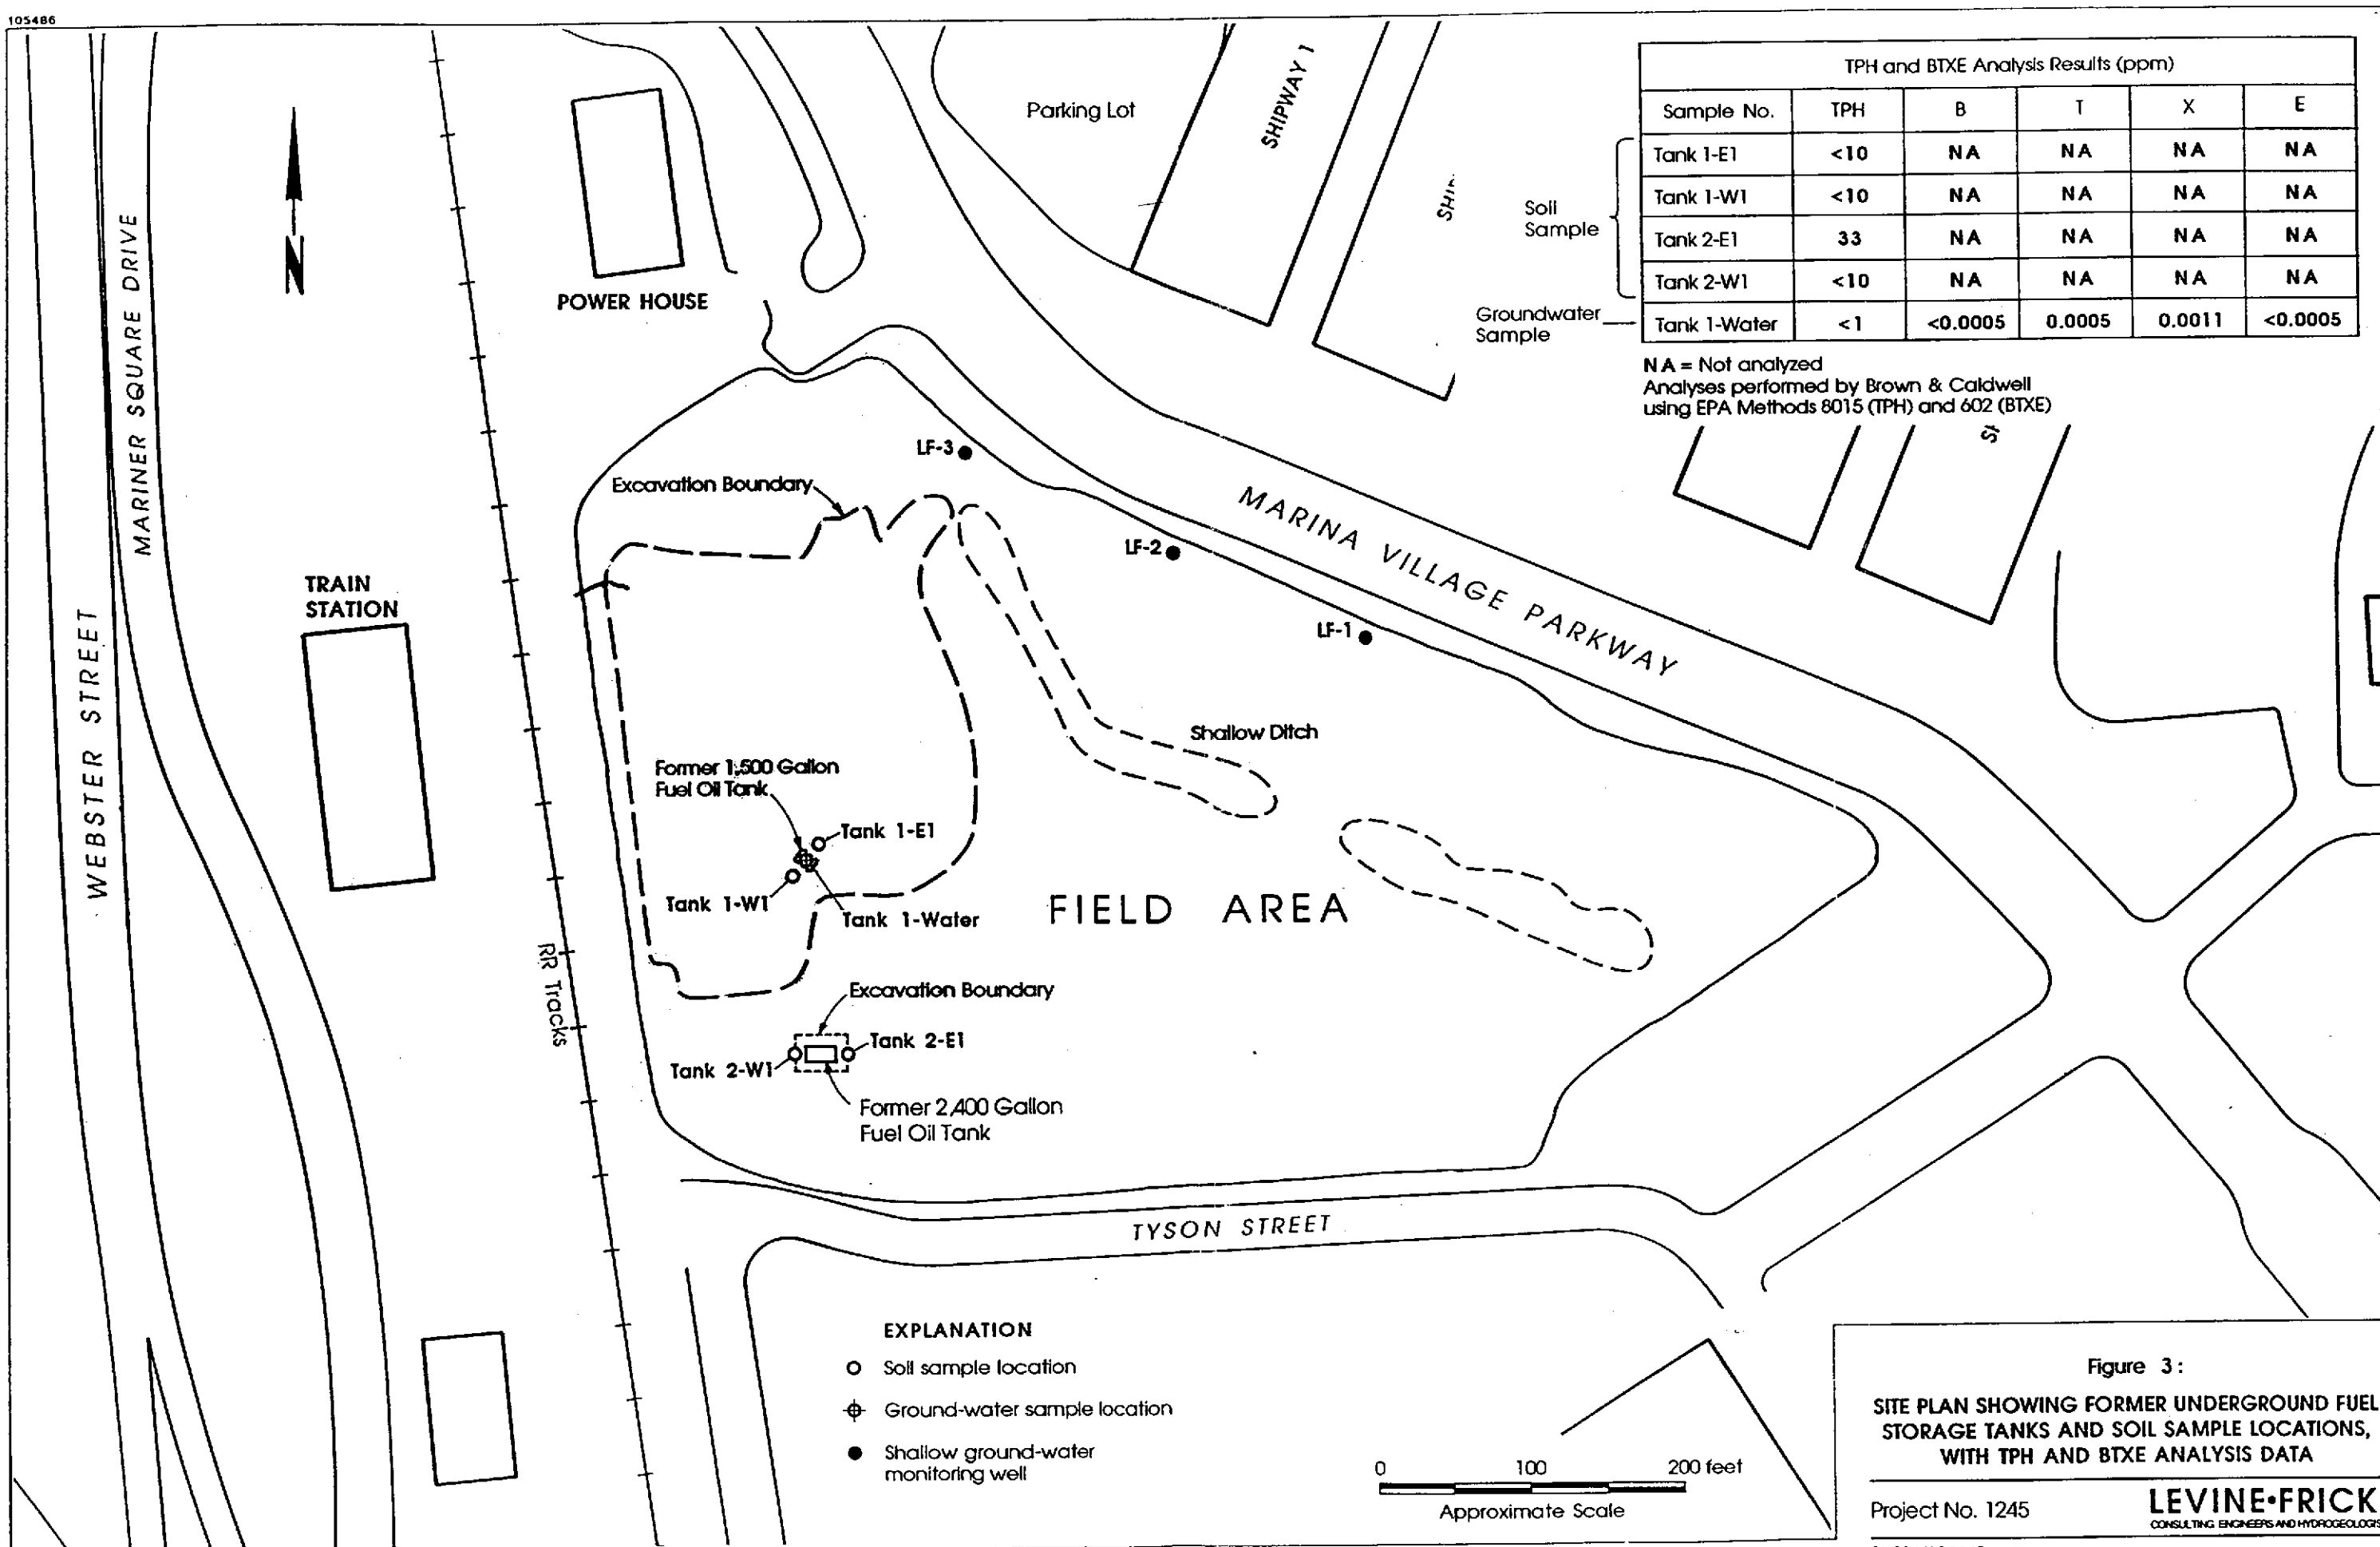 105486
TPH and BTXE Analysis Results (ppm)
Sample No. TPH B T X E
Tank 1-E1 <10 NA NA NA NA
Tank 1-W1 <10 NA NA NA NA
Tank 2-E1 33 NA NA NA NA
Tank 2-W1 <10 NA NA NA NA
Tank 1-Water <1 <0.0005 0.0005 0.0011 <0.0005
Soil
Sample
Groundwater
Sample
NA = Not analyzed
Analyses performed by Brown & Caldwell
using EPA Methods 8015 (TPH) and 602 (BTXE)
Parking Lot
SHIPWAY 1
N
POWER HOUSE
MARINER SQUARE DRIVE
WEBSTER STREET
TRAIN
STATION
RR Tracks
LF-3
Excavation Boundary
LF-2
LF-1
MARINA VILLAGE PARKWAY
Shallow Ditch
Former 1,500 Gallon
Fuel Oil Tank
Tank 1-E1
Tank 1-W1
Tank 1-Water
FIELD AREA
Excavation Boundary
Tank 2-E1
Tank 2-W1
Former 2,400 Gallon
Fuel Oil Tank
TYSON STREET
EXPLANATION
Soil sample location
Ground-water sample location
Shallow ground-water
monitoring well
0 100 200 feet
Approximate Scale
Figure 3 :
SITE PLAN SHOWING FORMER UNDERGROUND FUEL
STORAGE TANKS AND SOIL SAMPLE LOCATIONS,
WITH TPH AND BTXE ANALYSIS DATA
Project No. 1245
LEVINE•FRICK
CONSULTING ENGINEERS AND HYDROGEOLOGIS